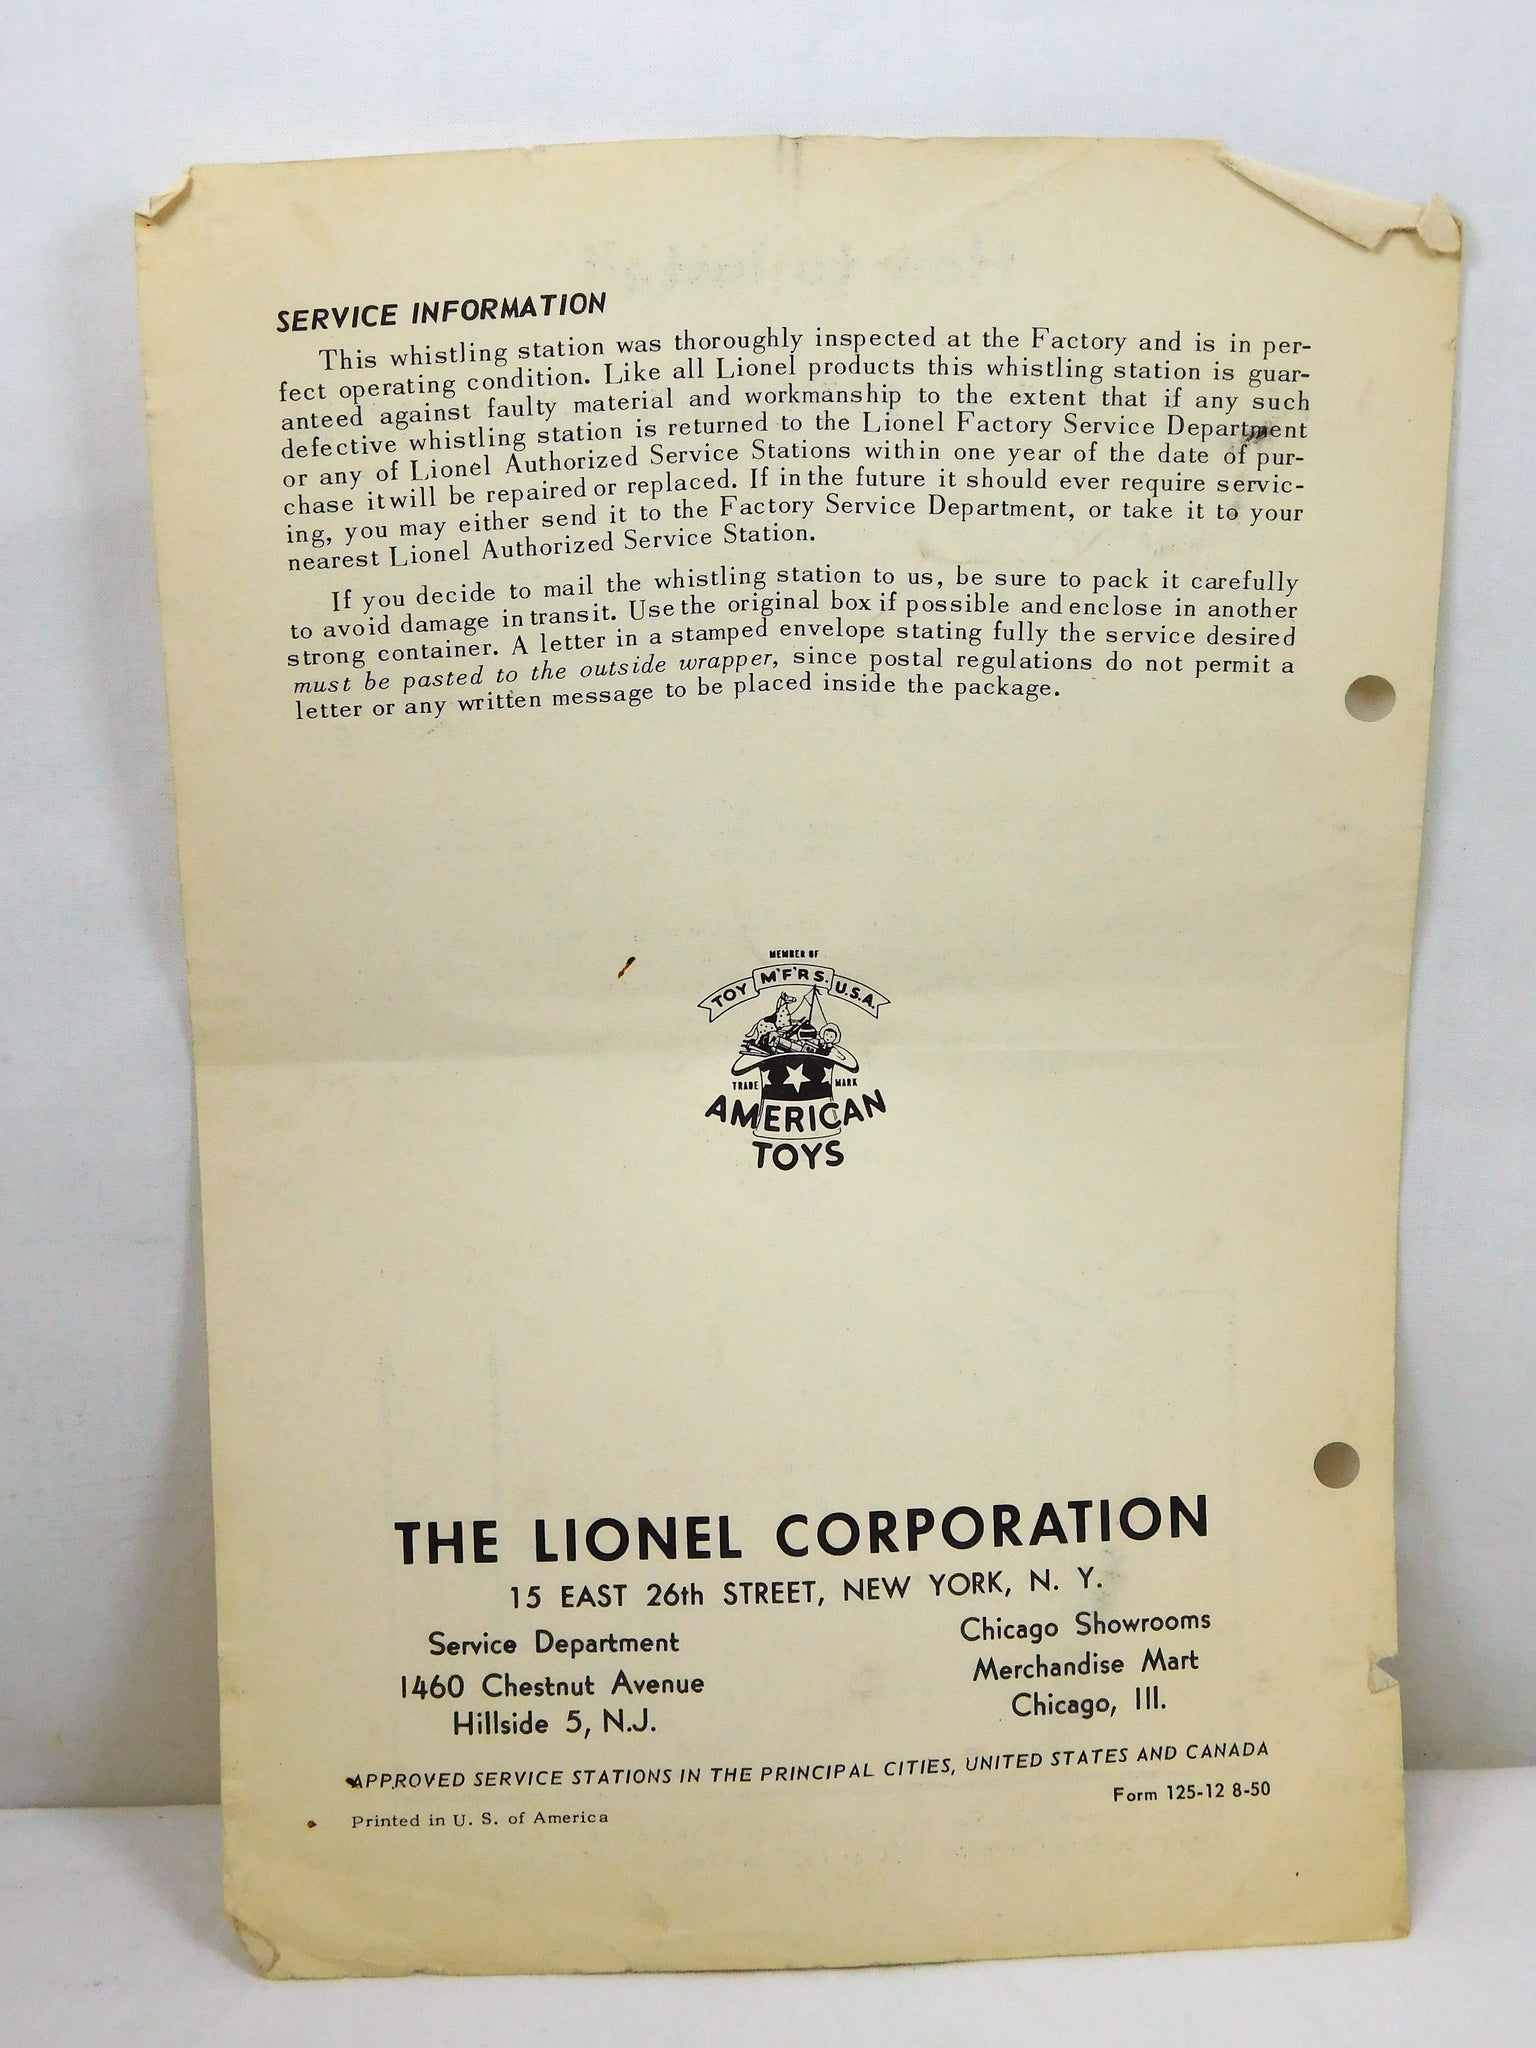 SERVICE INFORMATION
This whistling station was thoroughly inspected at the Factory and is in per-
fect operating condition. Like all Lionel products this whistling station is guar-
anteed against faulty material and workmanship to the extent that if any such
defective whistling station is returned to the Lionel Factory Service Department
or any of Lionel Authorized Service Stations within one year of the date of pur-
chase it will be repaired or replaced. If in the future it should ever require servic-
ing, you may either send it to the Factory Service Department, or take it to your
nearest Lionel Authorized Service Station.
If you decide to mail the whistling station to us, be sure to pack it carefully
to avoid damage in transit. Use the original box if possible and enclose in another
strong container. A letter in a stamped envelope stating fully the service desired
must be pasted to the outside wrapper, since postal regulations do not permit a
letter or any written message to be placed inside the package.
MEMBER OF
TOY M'F'RS. U.S.A.
TRADE MARK
AMERICAN
TOYS
THE LIONEL CORPORATION
15 EAST 26th STREET, NEW YORK, N. Y.
Service Department
1460 Chestnut Avenue
Hillside 5, N.J.
Chicago Showrooms
Merchandise Mart
Chicago, Ill.
APPROVED SERVICE STATIONS IN THE PRINCIPAL CITIES, UNITED STATES AND CANADA
Form 125-12 8-50
Printed in U. S. of America